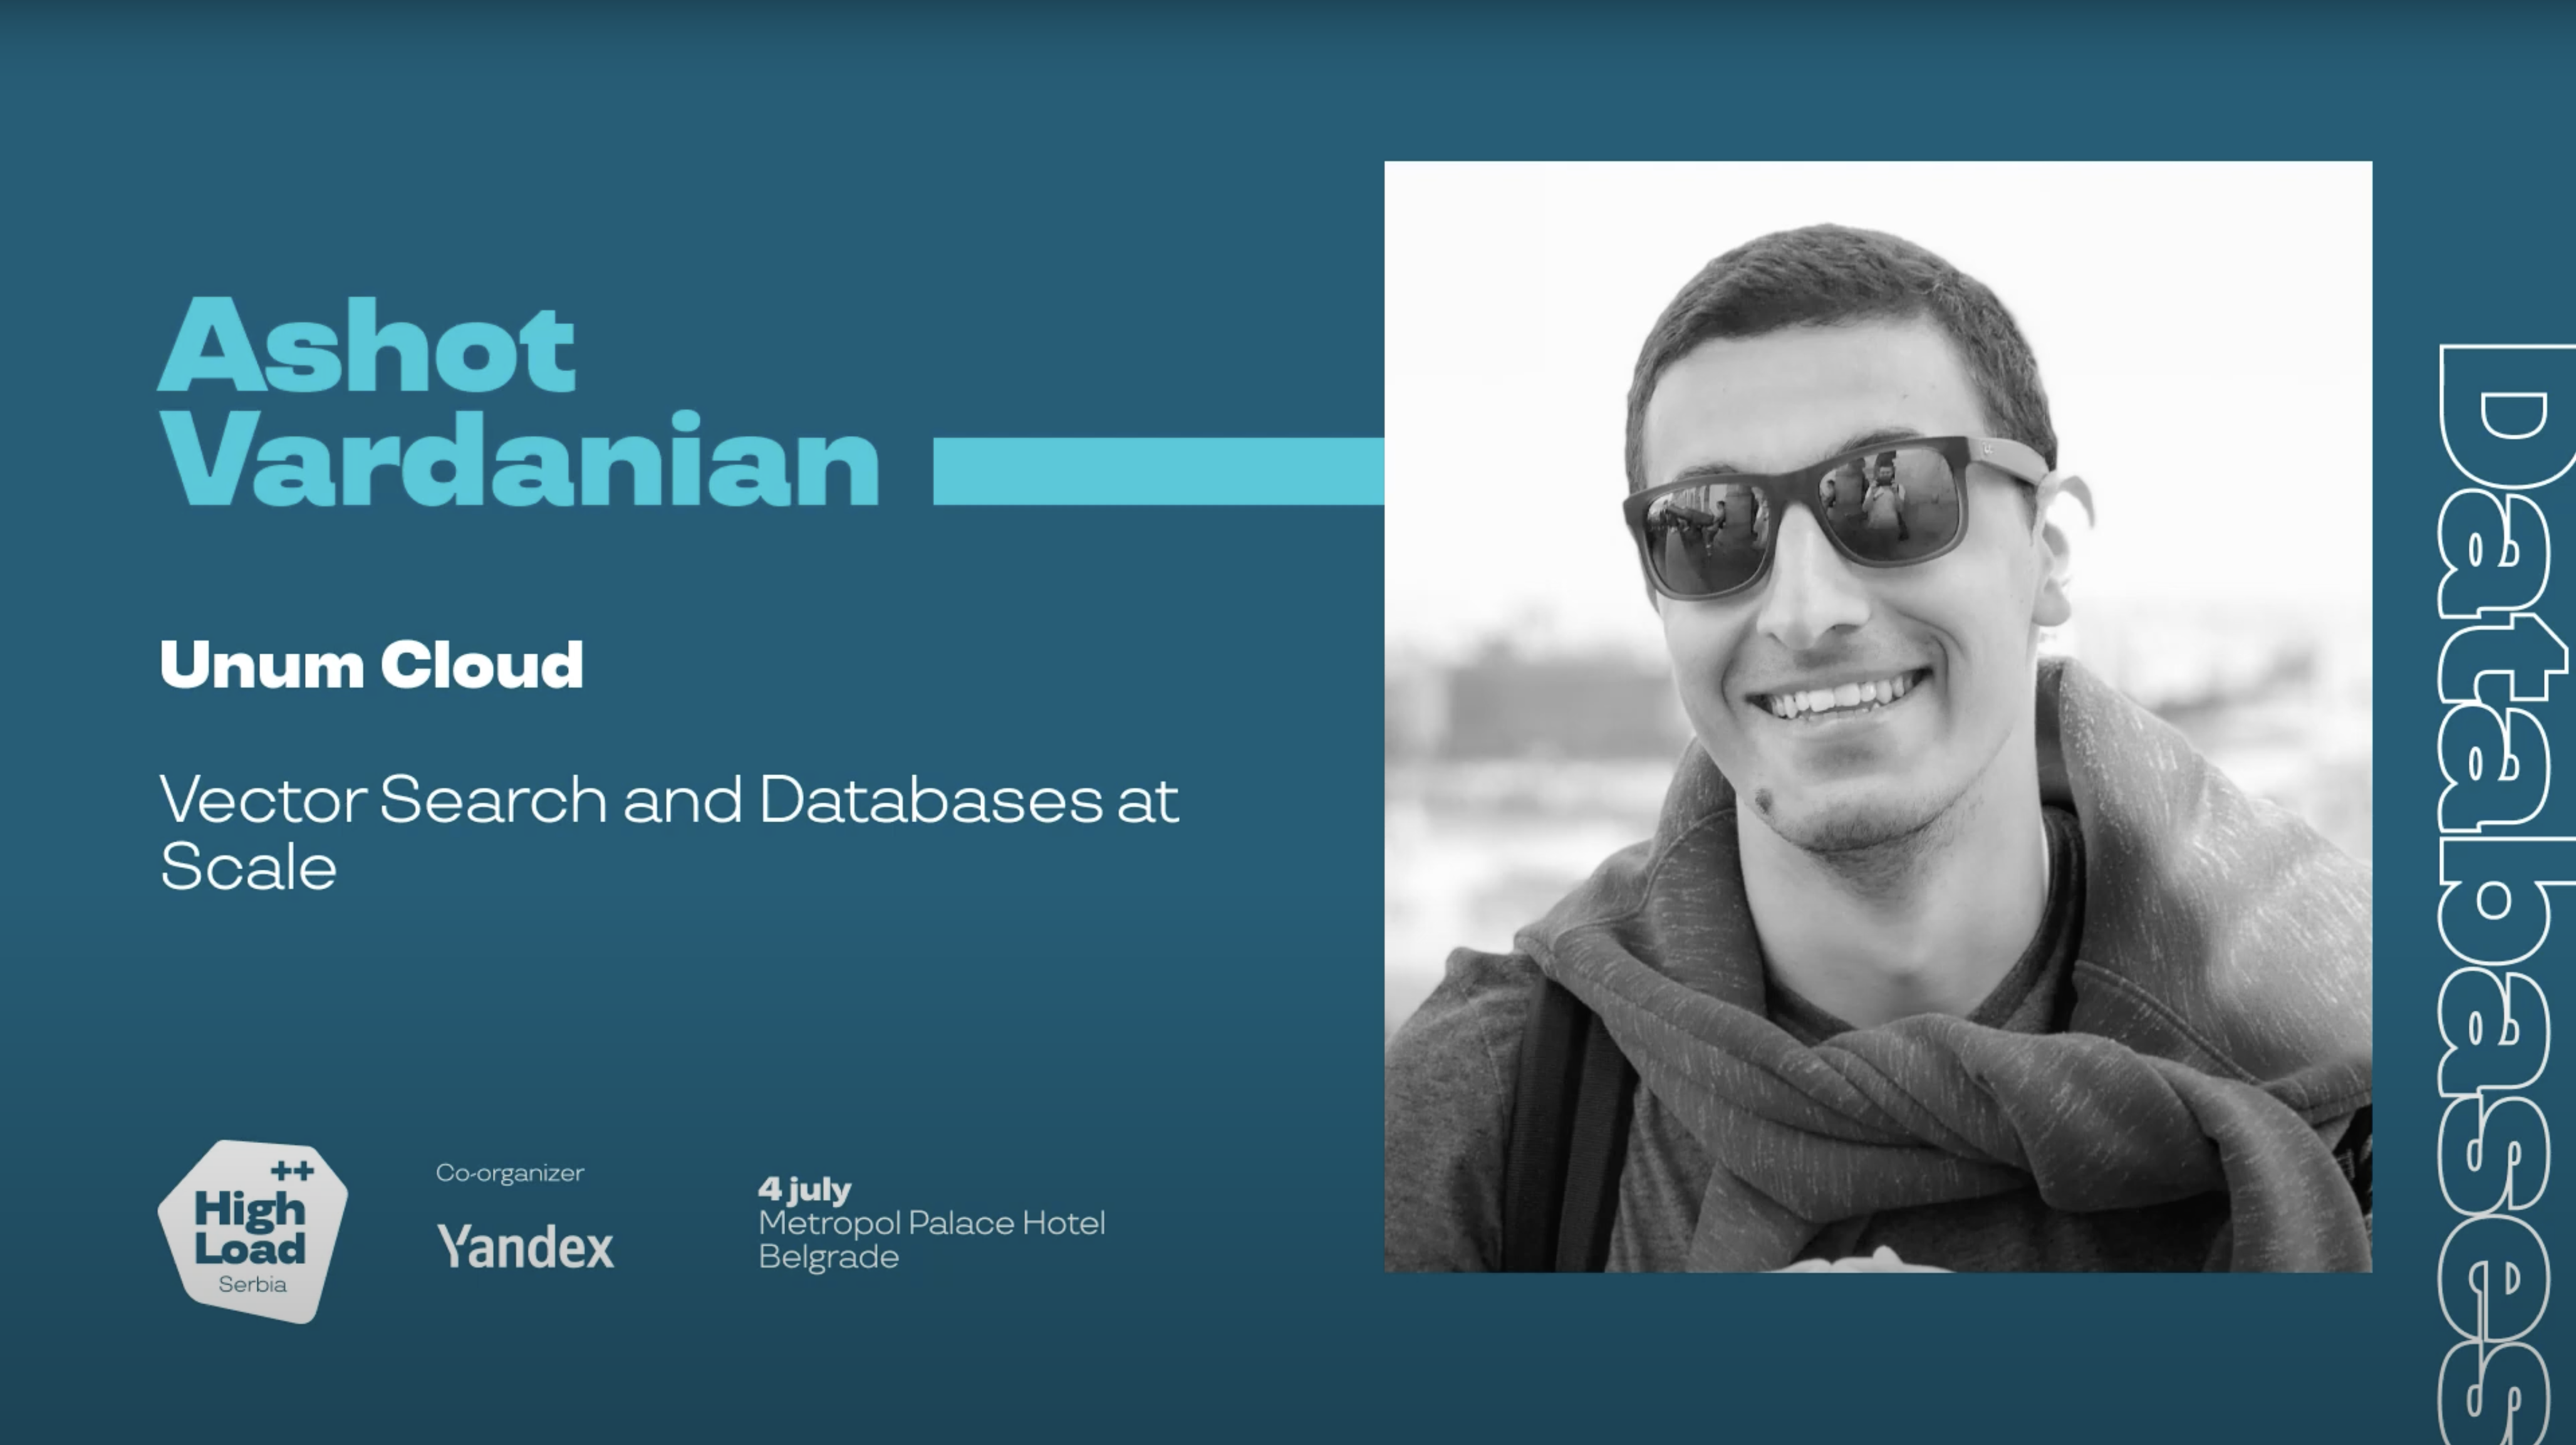 Ashot
Vardanian
Unum Cloud
Vector Search and Databases at
Scale
++
High
Load
Serbia
Co-organizer
Yandex
4 july
Metropol Palace Hotel
Belgrade
Databases